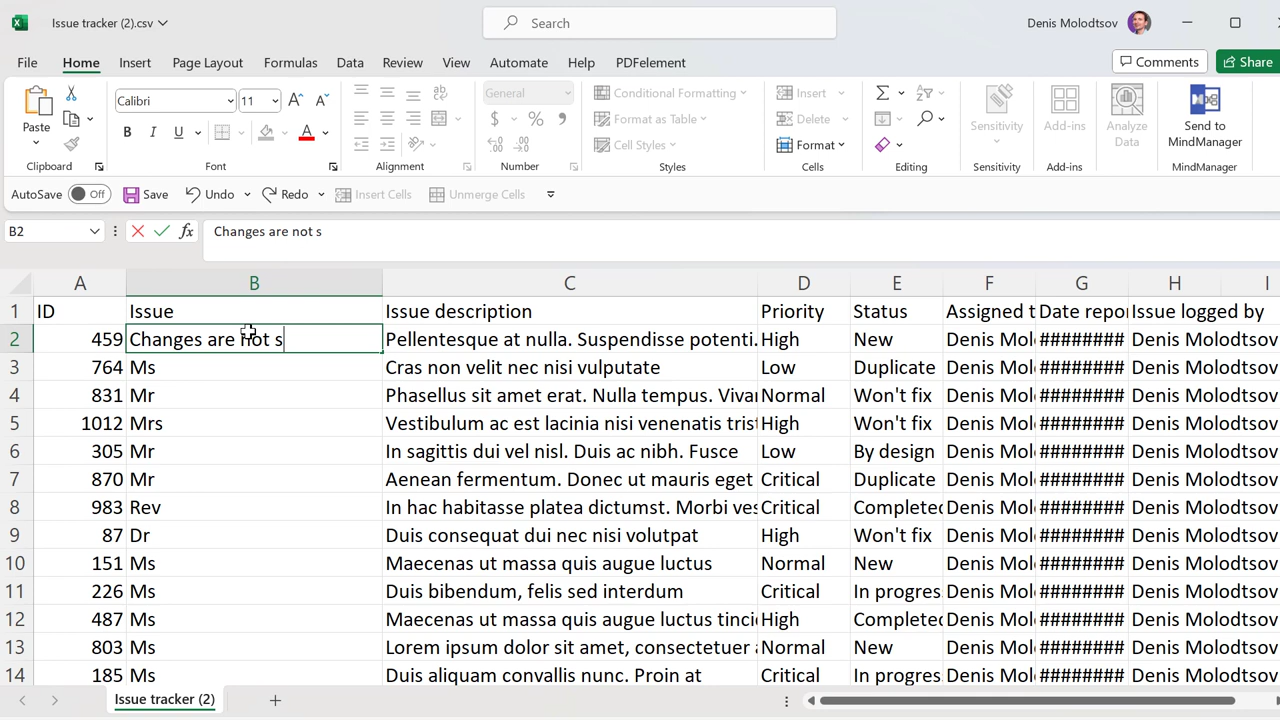 Issue tracker (2).csv
Search
Denis Molodtsov
File Home Insert Page Layout Formulas Data Review View Automate Help PDFelement
Comments Share
Paste
Calibri 11
B I U A
General
$ %
Conditional Formatting
Format as Table
Cell Styles
Insert
Delete
Format
Sensitivity
Add-ins
Analyze Data
Send to MindManager
Clipboard Font Alignment Number Styles Cells Editing Sensitivity Add-ins MindManager
AutoSave Off Save Undo Redo Insert Cells Unmerge Cells
B2 fx Changes are not s
A B C D E F G H I
1 ID Issue Issue description Priority Status Assigned t Date repor Issue logged by
2 459 Changes are not s Pellentesque at nulla. Suspendisse potenti. High New Denis Mol ######## Denis Molodtsov
3 764 Ms Cras non velit nec nisi vulputate Low Duplicate Denis Mol ######## Denis Molodtsov
4 831 Mr Phasellus sit amet erat. Nulla tempus. Viva Normal Won't fix Denis Mol ######## Denis Molodtsov
5 1012 Mrs Vestibulum ac est lacinia nisi venenatis trist High Won't fix Denis Mol ######## Denis Molodtsov
6 305 Mr In sagittis dui vel nisl. Duis ac nibh. Fusce Low By design Denis Mol ######## Denis Molodtsov
7 870 Mr Aenean fermentum. Donec ut mauris eget Critical Duplicate Denis Mol ######## Denis Molodtsov
8 983 Rev In hac habitasse platea dictumst. Morbi ves Critical Completed Denis Mol ######## Denis Molodtsov
9 87 Dr Duis consequat dui nec nisi volutpat High Won't fix Denis Mol ######## Denis Molodtsov
10 151 Ms Maecenas ut massa quis augue luctus Normal New Denis Mol ######## Denis Molodtsov
11 226 Ms Duis bibendum, felis sed interdum Critical In progres Denis Mol ######## Denis Molodtsov
12 487 Ms Maecenas ut massa quis augue luctus tinci High Completed Denis Mol ######## Denis Molodtsov
13 803 Ms Lorem ipsum dolor sit amet, consectetuer a Normal New Denis Mol ######## Denis Molodtsov
14 185 Ms Duis aliquam convallis nunc. Proin at Critical In progres Denis Mol ######## Denis Molodtsov
Issue tracker (2)